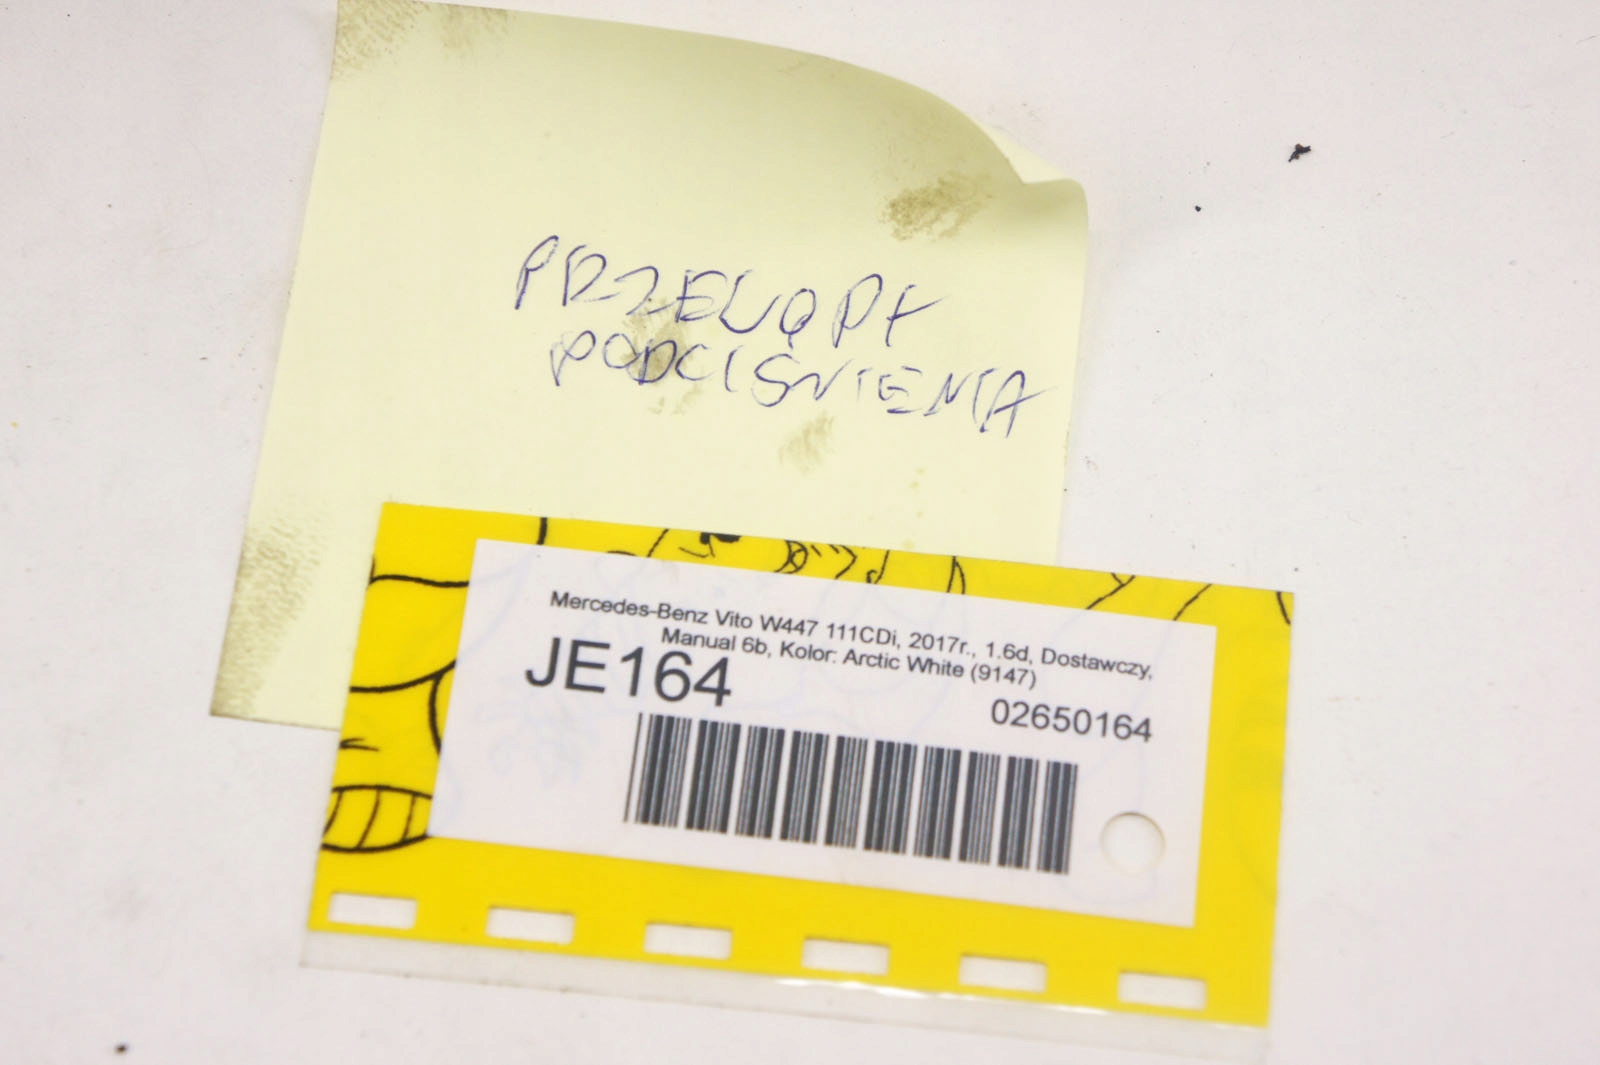 PRZEWODY
PODCIŚNIENIA
Mercedes-Benz Vito W447 111CDi, 2017r., 1.6d, Dostawczy,
Manual 6b, Kolor: Arctic White (9147)
JE164
02650164